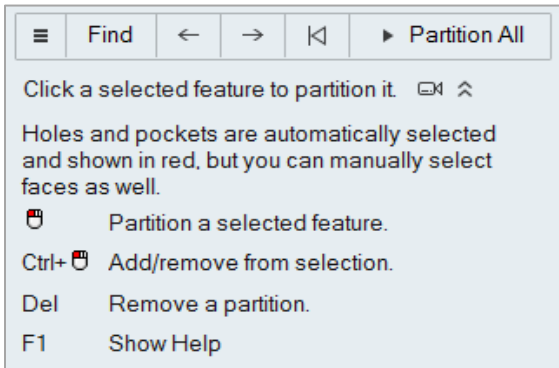 Find Partition All
Click a selected feature to partition it.
Holes and pockets are automatically selected
and shown in red, but you can manually select
faces as well.
Partition a selected feature.
Ctrl+ Add/remove from selection.
Del Remove a partition.
F1 Show Help